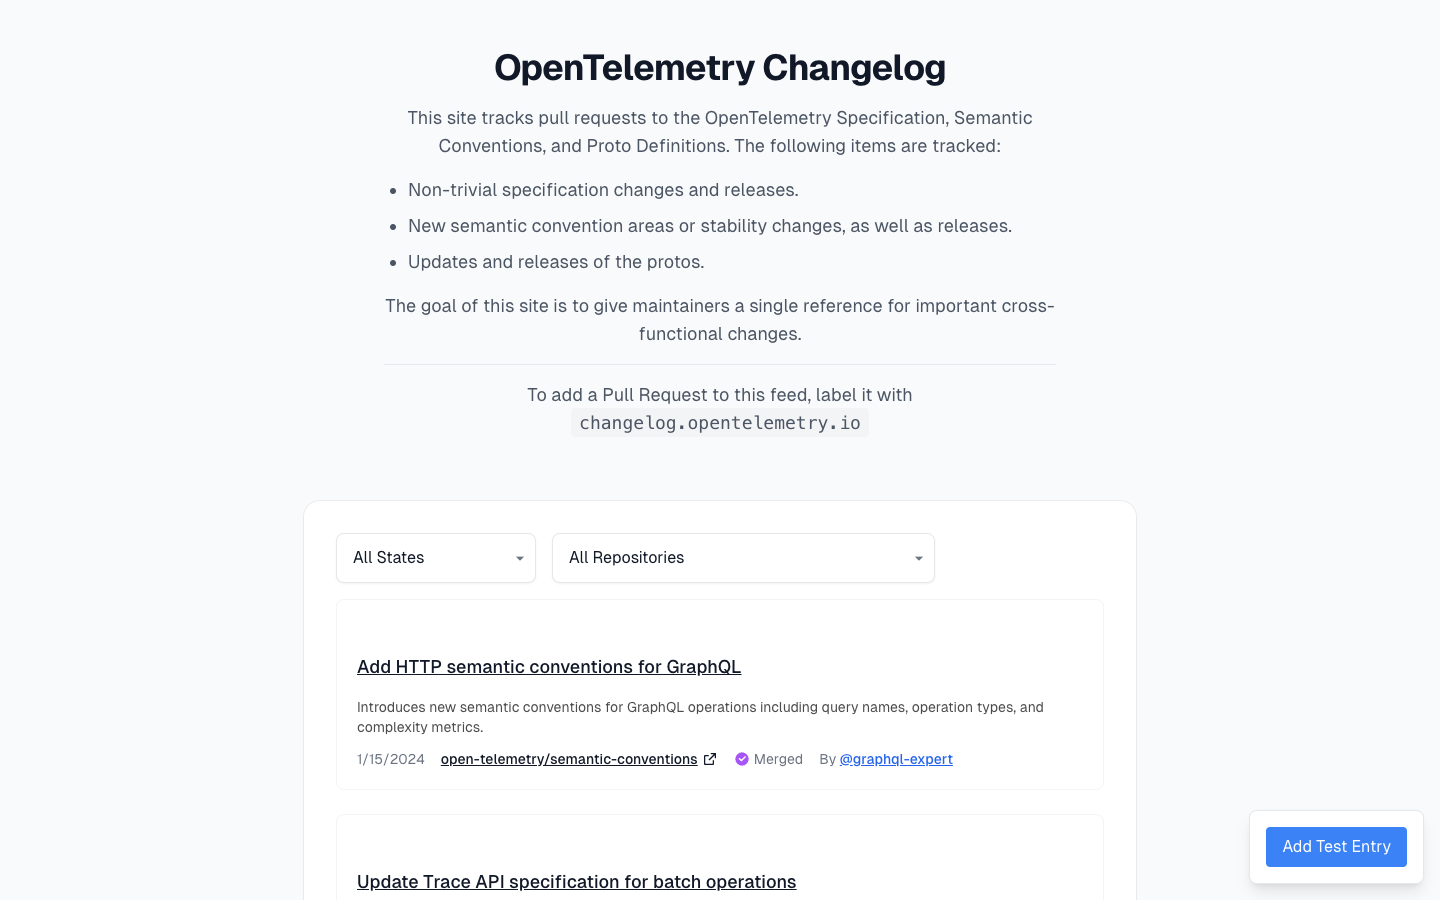 OpenTelemetry Changelog
This site tracks pull requests to the OpenTelemetry Specification, Semantic
Conventions, and Proto Definitions. The following items are tracked:
Non-trivial specification changes and releases.
New semantic convention areas or stability changes, as well as releases.
Updates and releases of the protos.
The goal of this site is to give maintainers a single reference for important cross-
functional changes.
To add a Pull Request to this feed, label it with
changelog.opentelemetry.io
All States
All Repositories
Add HTTP semantic conventions for GraphQL
Introduces new semantic conventions for GraphQL operations including query names, operation types, and
complexity metrics.
1/15/2024 open-telemetry/semantic-conventions Merged By @graphql-expert
Update Trace API specification for batch operations
Add Test Entry